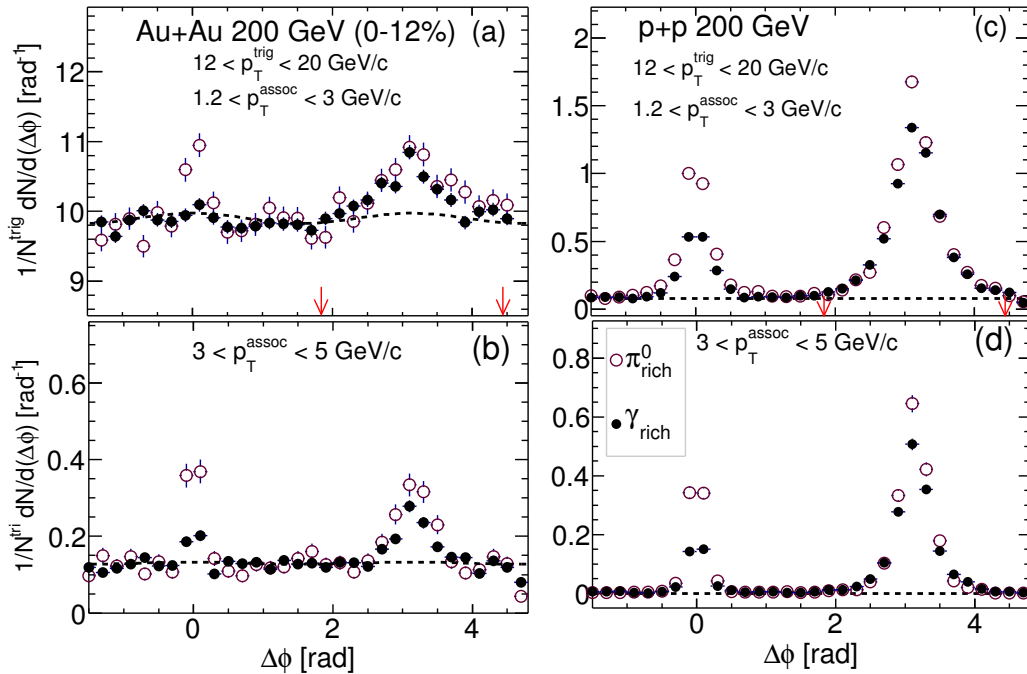 Au+Au 200 GeV (0-12%) (a)
12 < p_T^trig < 20 GeV/c
1.2 < p_T^assoc < 3 GeV/c
1/N^trig dN/d(Δϕ) [rad^-1]
12
11
10
9
(b)
3 < p_T^assoc < 5 GeV/c
1/N^tri dN/d(Δϕ) [rad^-1]
0.6
0.4
0.2
0
0 2 4
Δϕ [rad]
p+p 200 GeV (c)
12 < p_T^trig < 20 GeV/c
1.2 < p_T^assoc < 3 GeV/c
2
1.5
1
0.5
0
3 < p_T^assoc < 5 GeV/c
(d)
π^0_rich
γ_rich
0.8
0.6
0.4
0.2
0
0 2 4
Δϕ [rad]